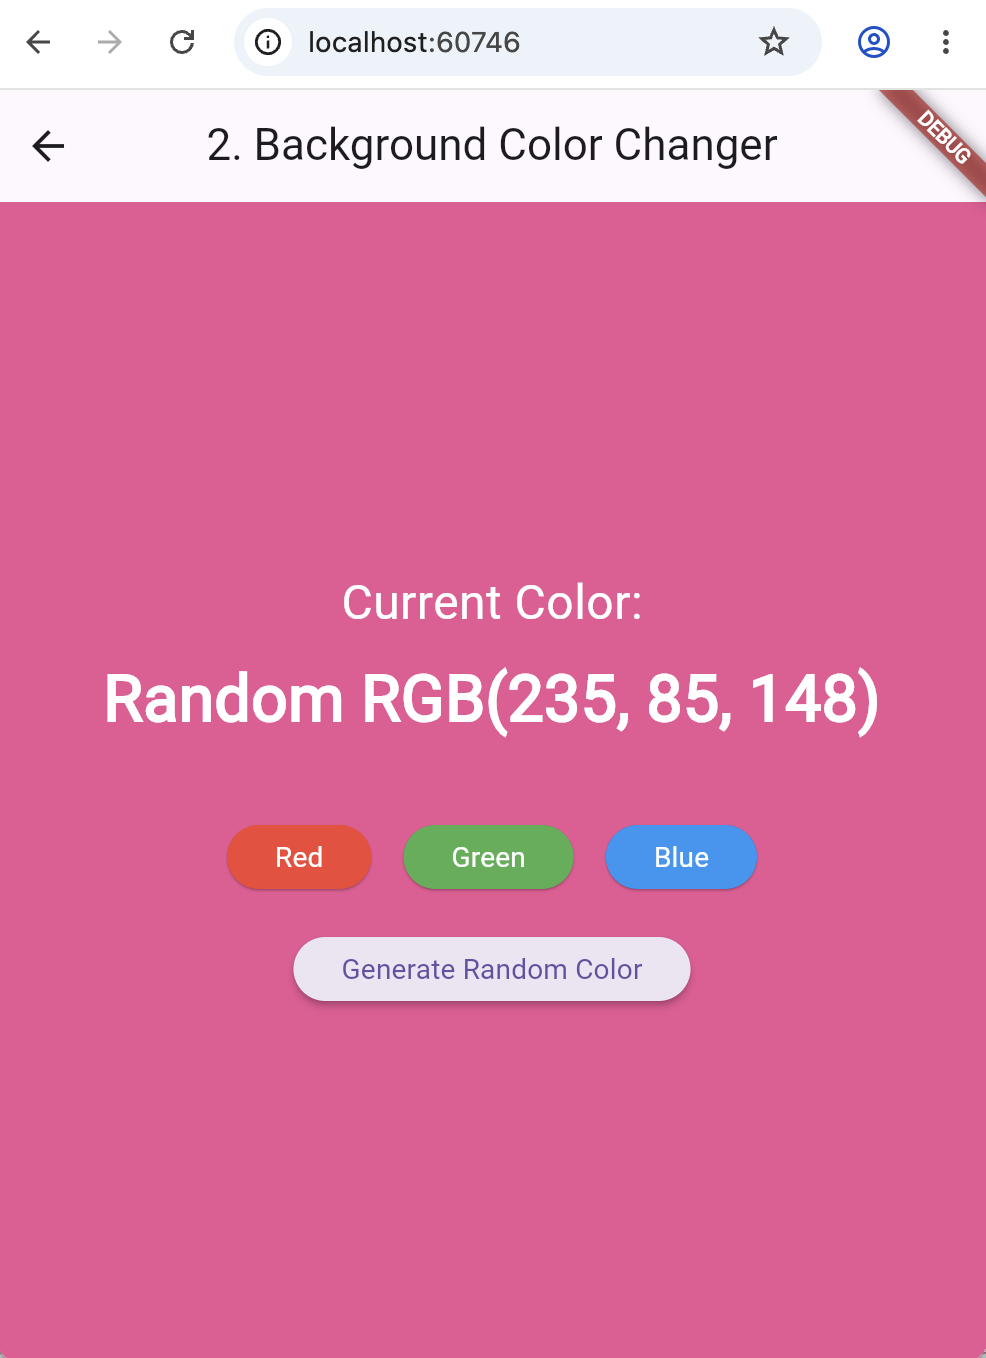 localhost:60746
2. Background Color Changer
DEBUG
Current Color:
Random RGB(235, 85, 148)
Red Green Blue
Generate Random Color